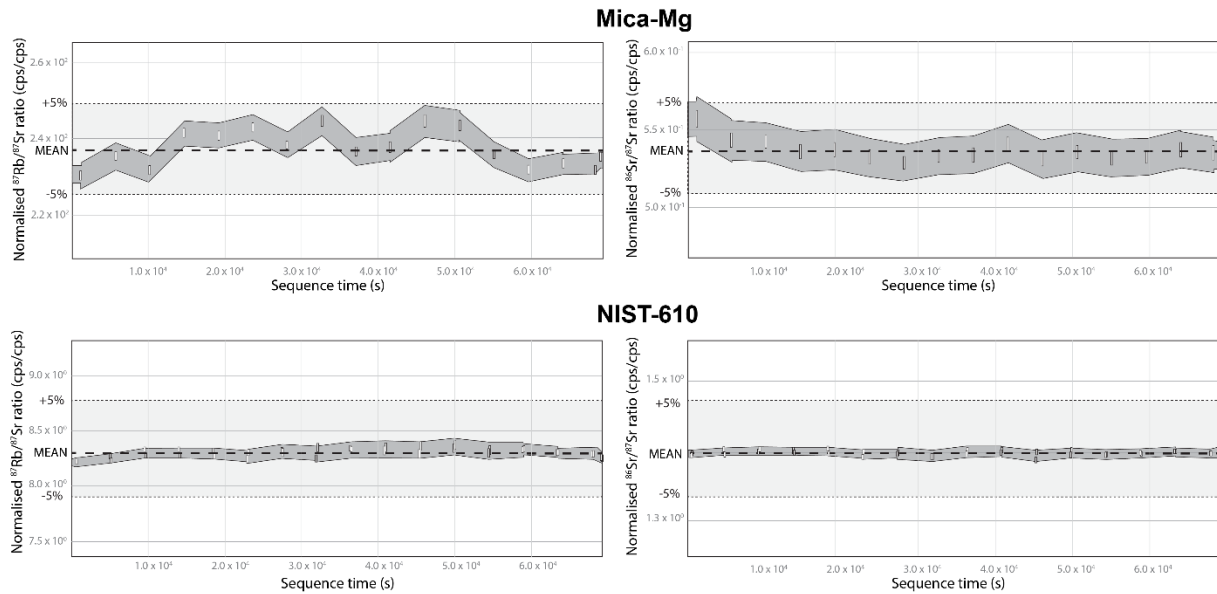 Mica-Mg
Normalised ⁸⁷Rb/⁸⁷Sr ratio (cps/cps)
2.6 x 10²
+5%
2.4 x 10²
MEAN
-5%
2.2 x 10²
1.0 x 10⁴
2.0 x 10⁴
3.0 x 10⁴
4.0 x 10⁴
5.0 x 10⁴
6.0 x 10⁴
Sequence time (s)
Normalised ⁸⁶Sr/⁸⁷Sr ratio (cps/cps)
6.0 x 10⁻¹
+5%
5.5 x 10⁻¹
MEAN
-5%
5.0 x 10⁻¹
1.0 x 10⁴
2.0 x 10⁴
3.0 x 10⁴
4.0 x 10⁴
5.0 x 10⁴
6.0 x 10⁴
Sequence time (s)
NIST-610
Normalised ⁸⁷Rb/⁸⁷Sr ratio (cps/cps)
9.0 x 10⁰
+5%
8.5 x 10⁰
MEAN
8.0 x 10⁰
-5%
7.5 x 10⁰
1.0 x 10⁴
2.0 x 10⁴
3.0 x 10⁴
4.0 x 10⁴
5.0 x 10⁴
6.0 x 10⁴
Sequence time (s)
Normalised ⁸⁶Sr/⁸⁷Sr ratio (cps/cps)
1.5 x 10⁰
+5%
MEAN
-5%
1.3 x 10⁰
1.0 x 10⁴
2.0 x 10⁴
3.0 x 10⁴
4.0 x 10⁴
5.0 x 10⁴
6.0 x 10⁴
Sequence time (s)